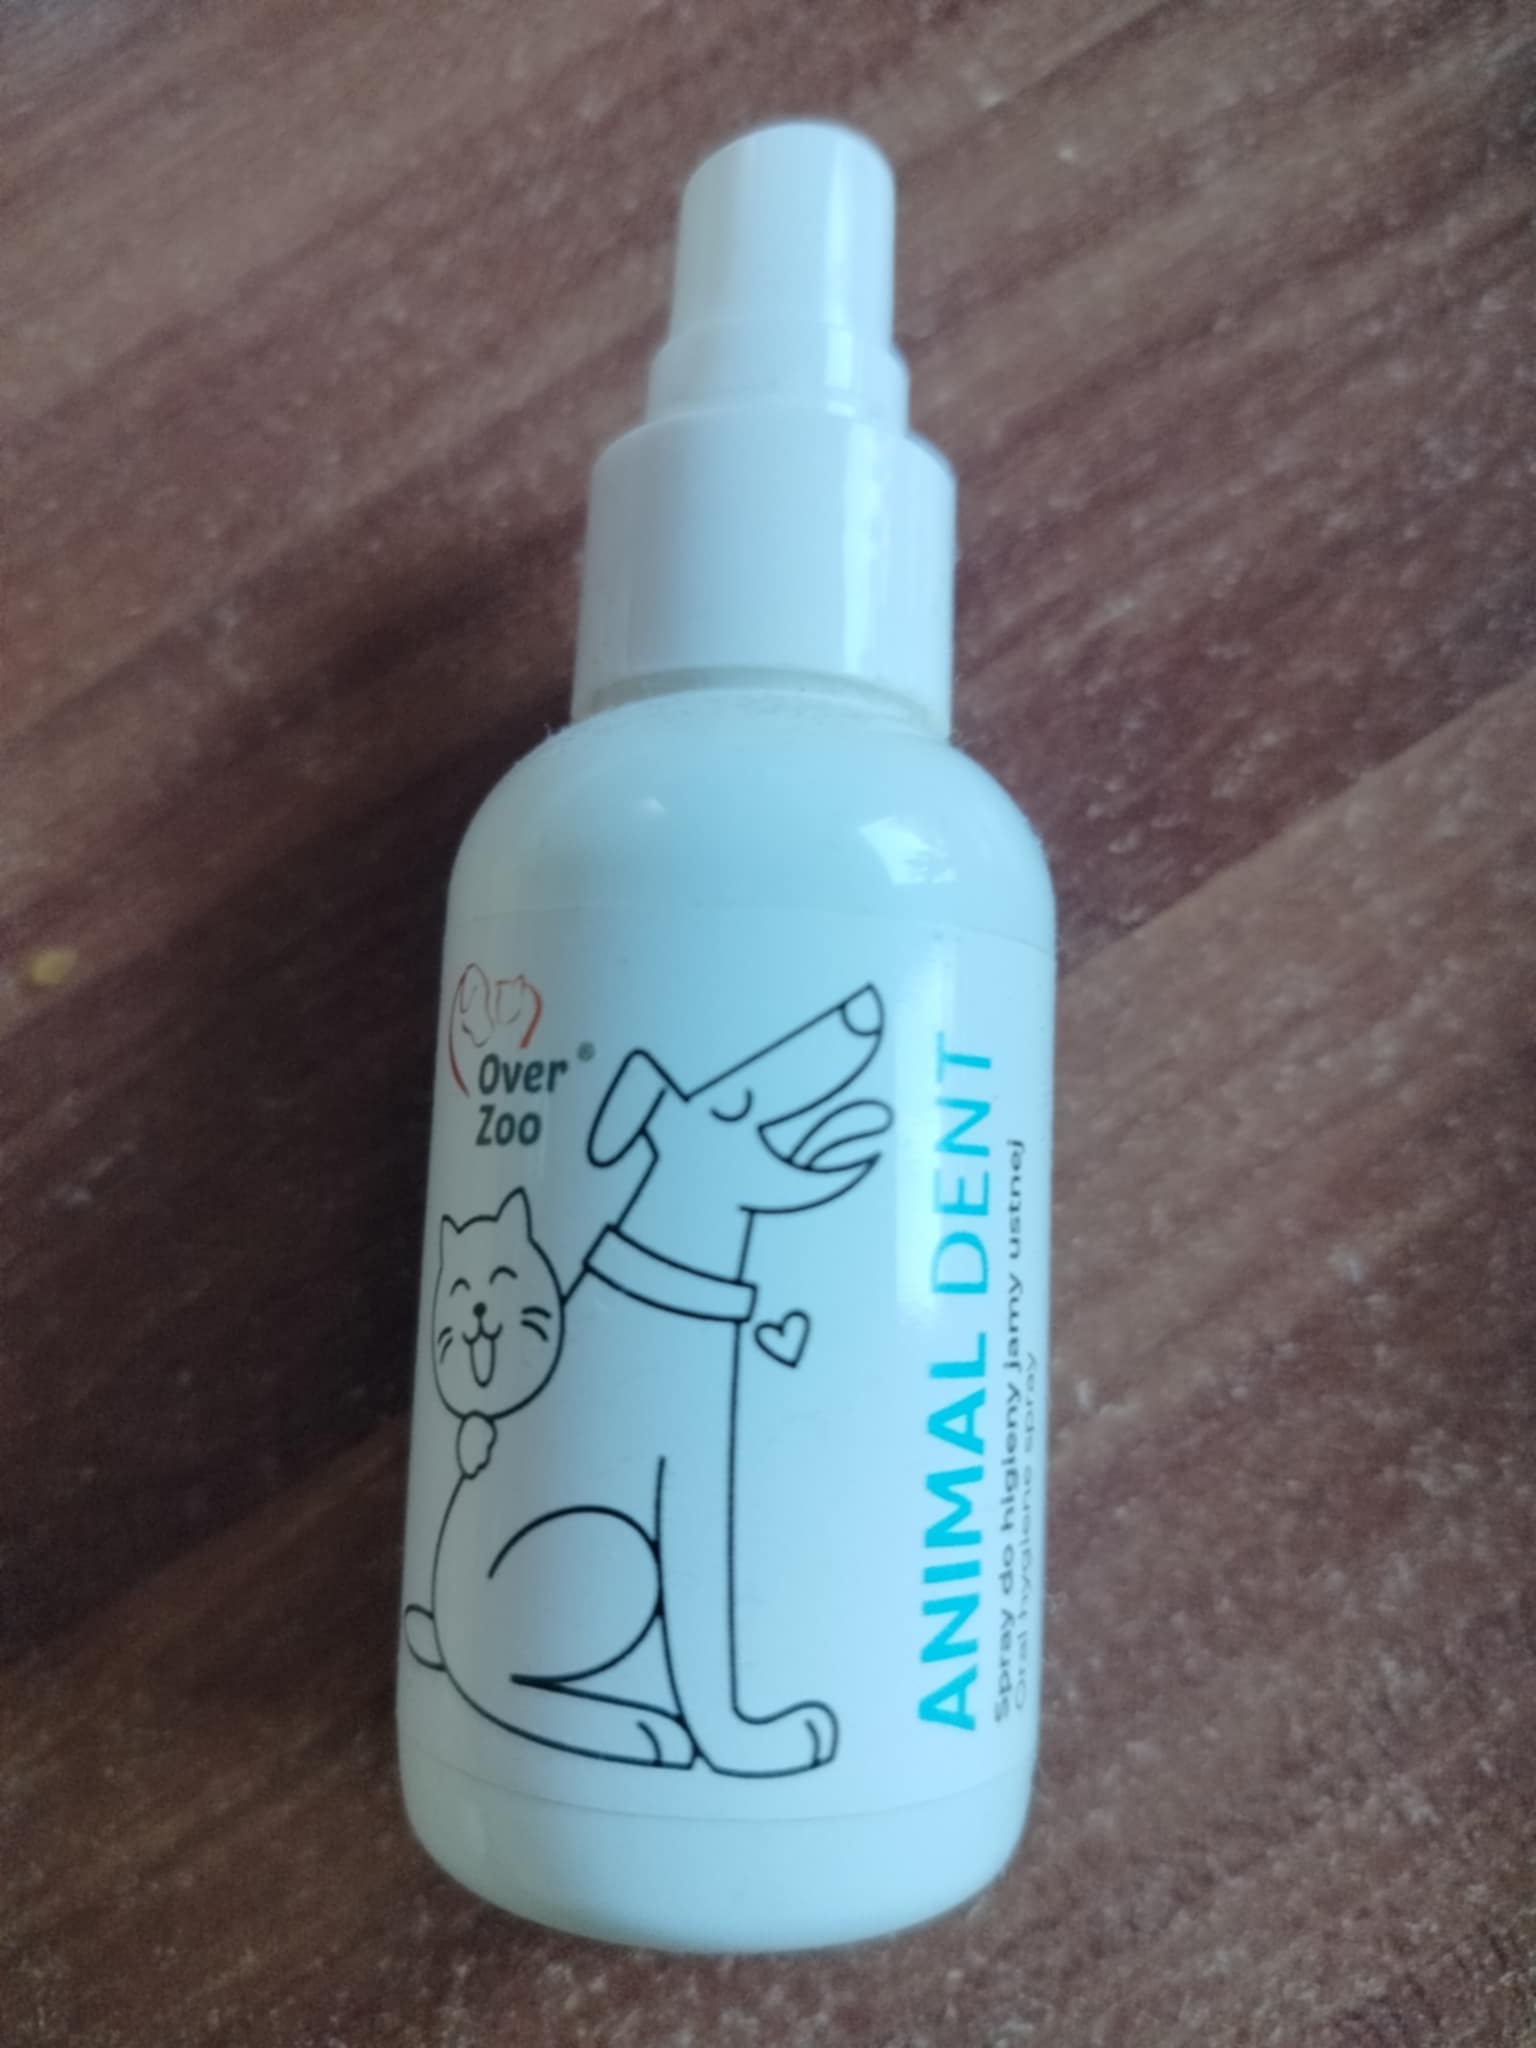 Over ®
Zoo
ANIMAL DENT
Spray do higieny jamy ustnej
Oral hygiene spray